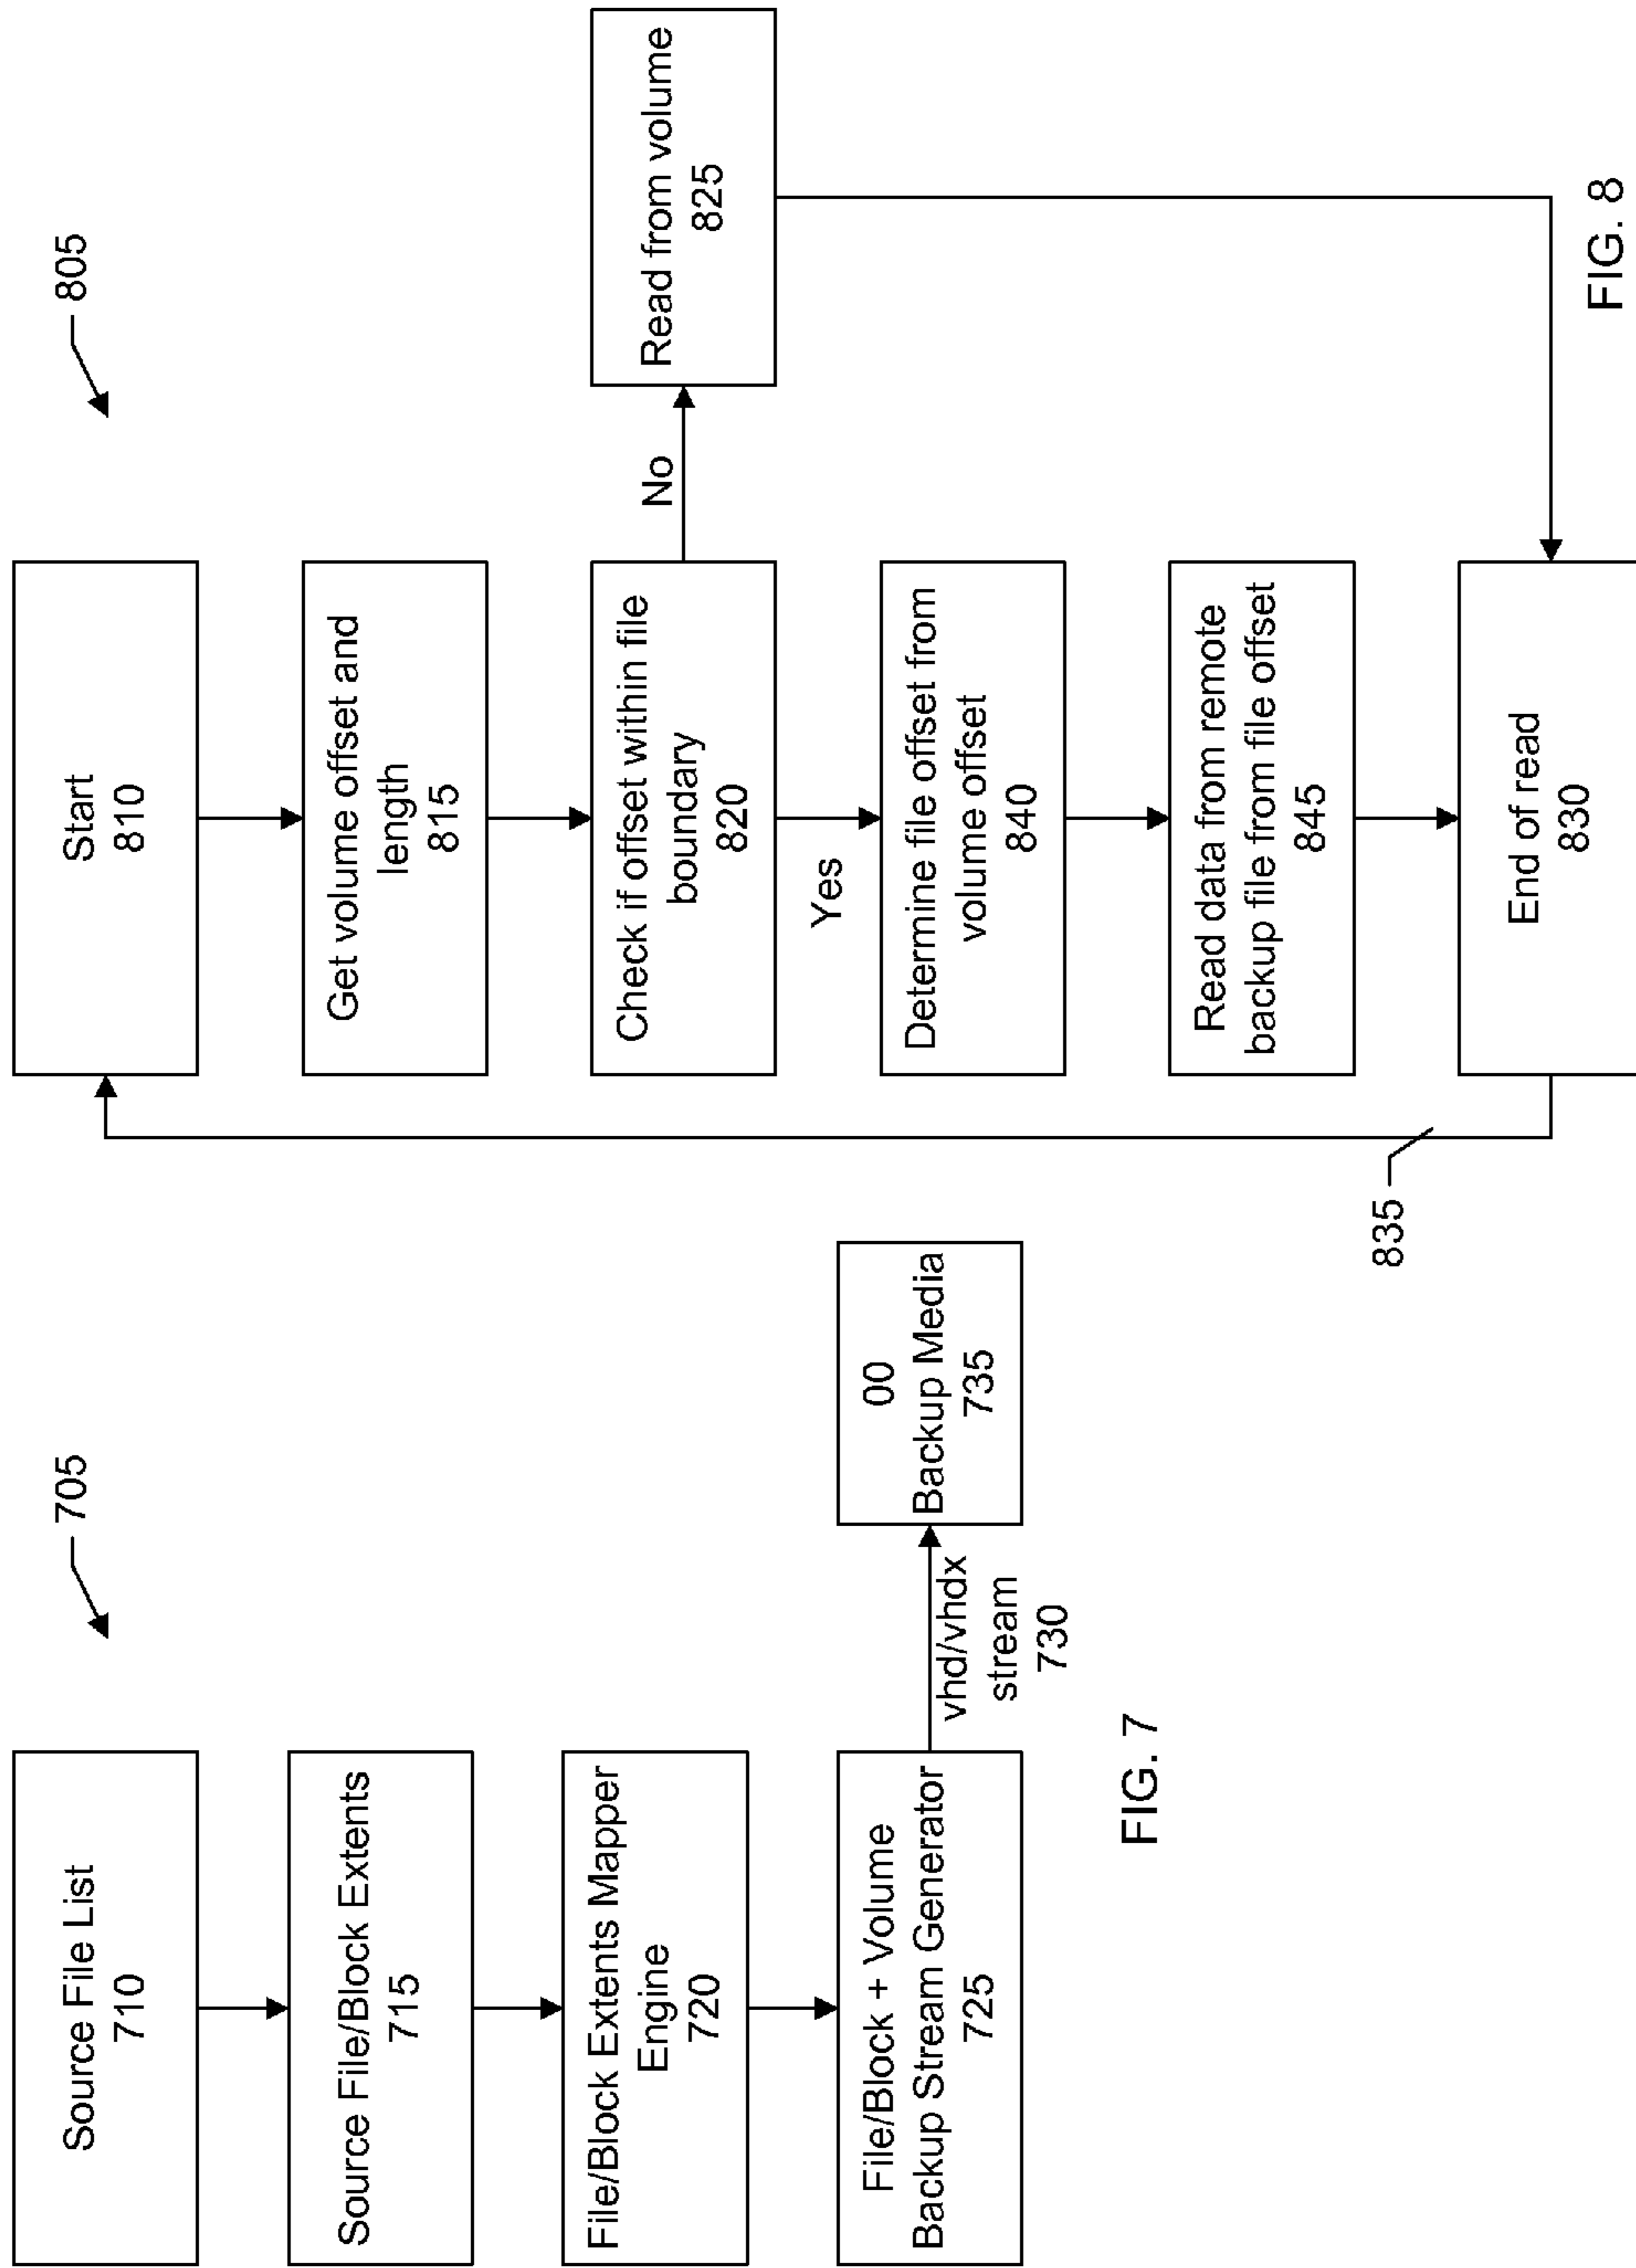 705
Source File List
710
Source File/Block Extents
715
File/Block Extents Mapper
Engine
720
File/Block + Volume
Backup Stream Generator
725
vhd/vhdx
stream
730
00
Backup Media
735
FIG. 7
805
Start
810
Get volume offset and
length
815
Check if offset within file
boundary
820
No
Read from volume
825
Yes
Determine file offset from
volume offset
840
Read data from remote
backup file from file offset
845
End of read
830
835
FIG. 8